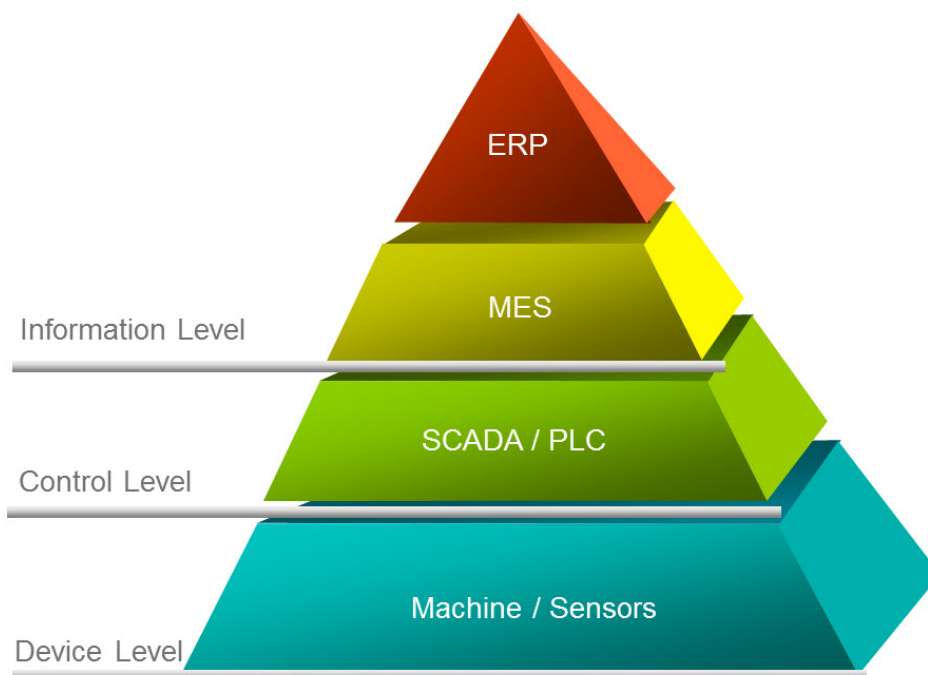 ERP
MES
Information Level
SCADA / PLC
Control Level
Machine / Sensors
Device Level